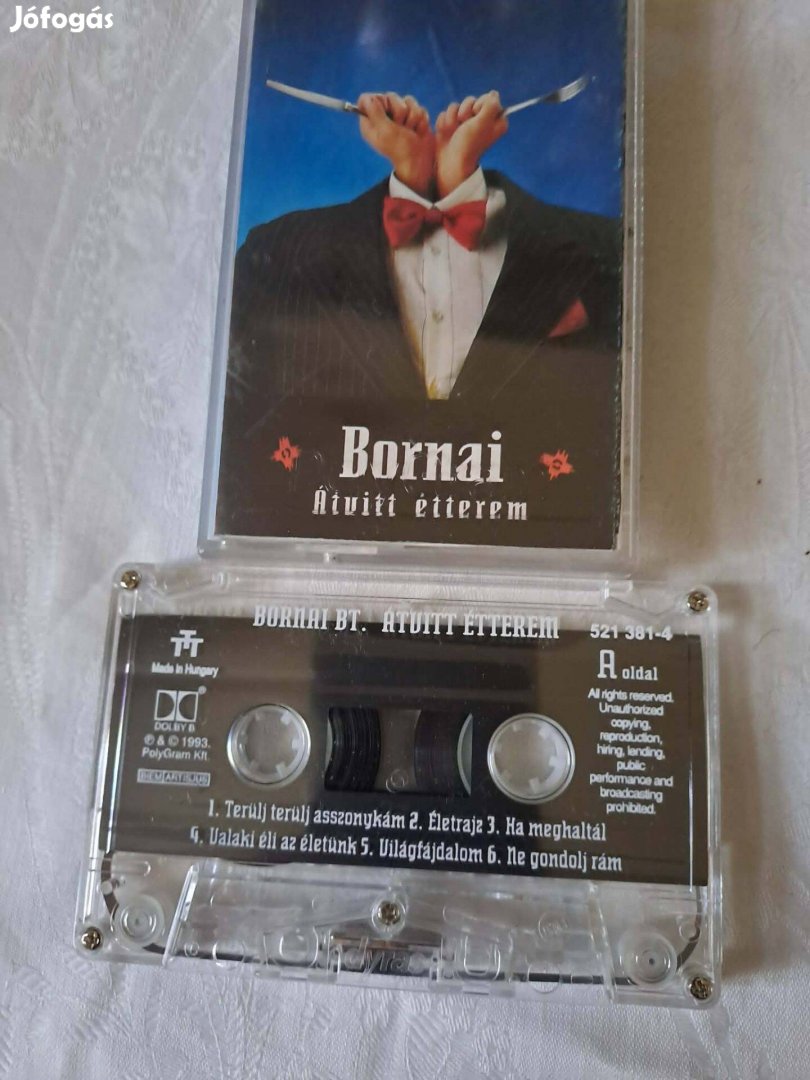 Jófogás
Bornai
Átvitt étterem
BORNAI BT. ÁTVITT ÉTTEREM 521 381-4
Made in Hungary
A oldal
DOLBY B
℗ & © 1993.
PolyGram Kft
BIEM ARTISJUS
All rights reserved.
Unauthorized
copying,
reproduction,
hiring, lending,
public
performance and
broadcasting
prohibited.
1. Terülj terülj asszonykám 2. Életrajz 3. Ha meghaltál
4. Valaki éli az életünk 5. Világfájdalom 6. Ne gondolj rám